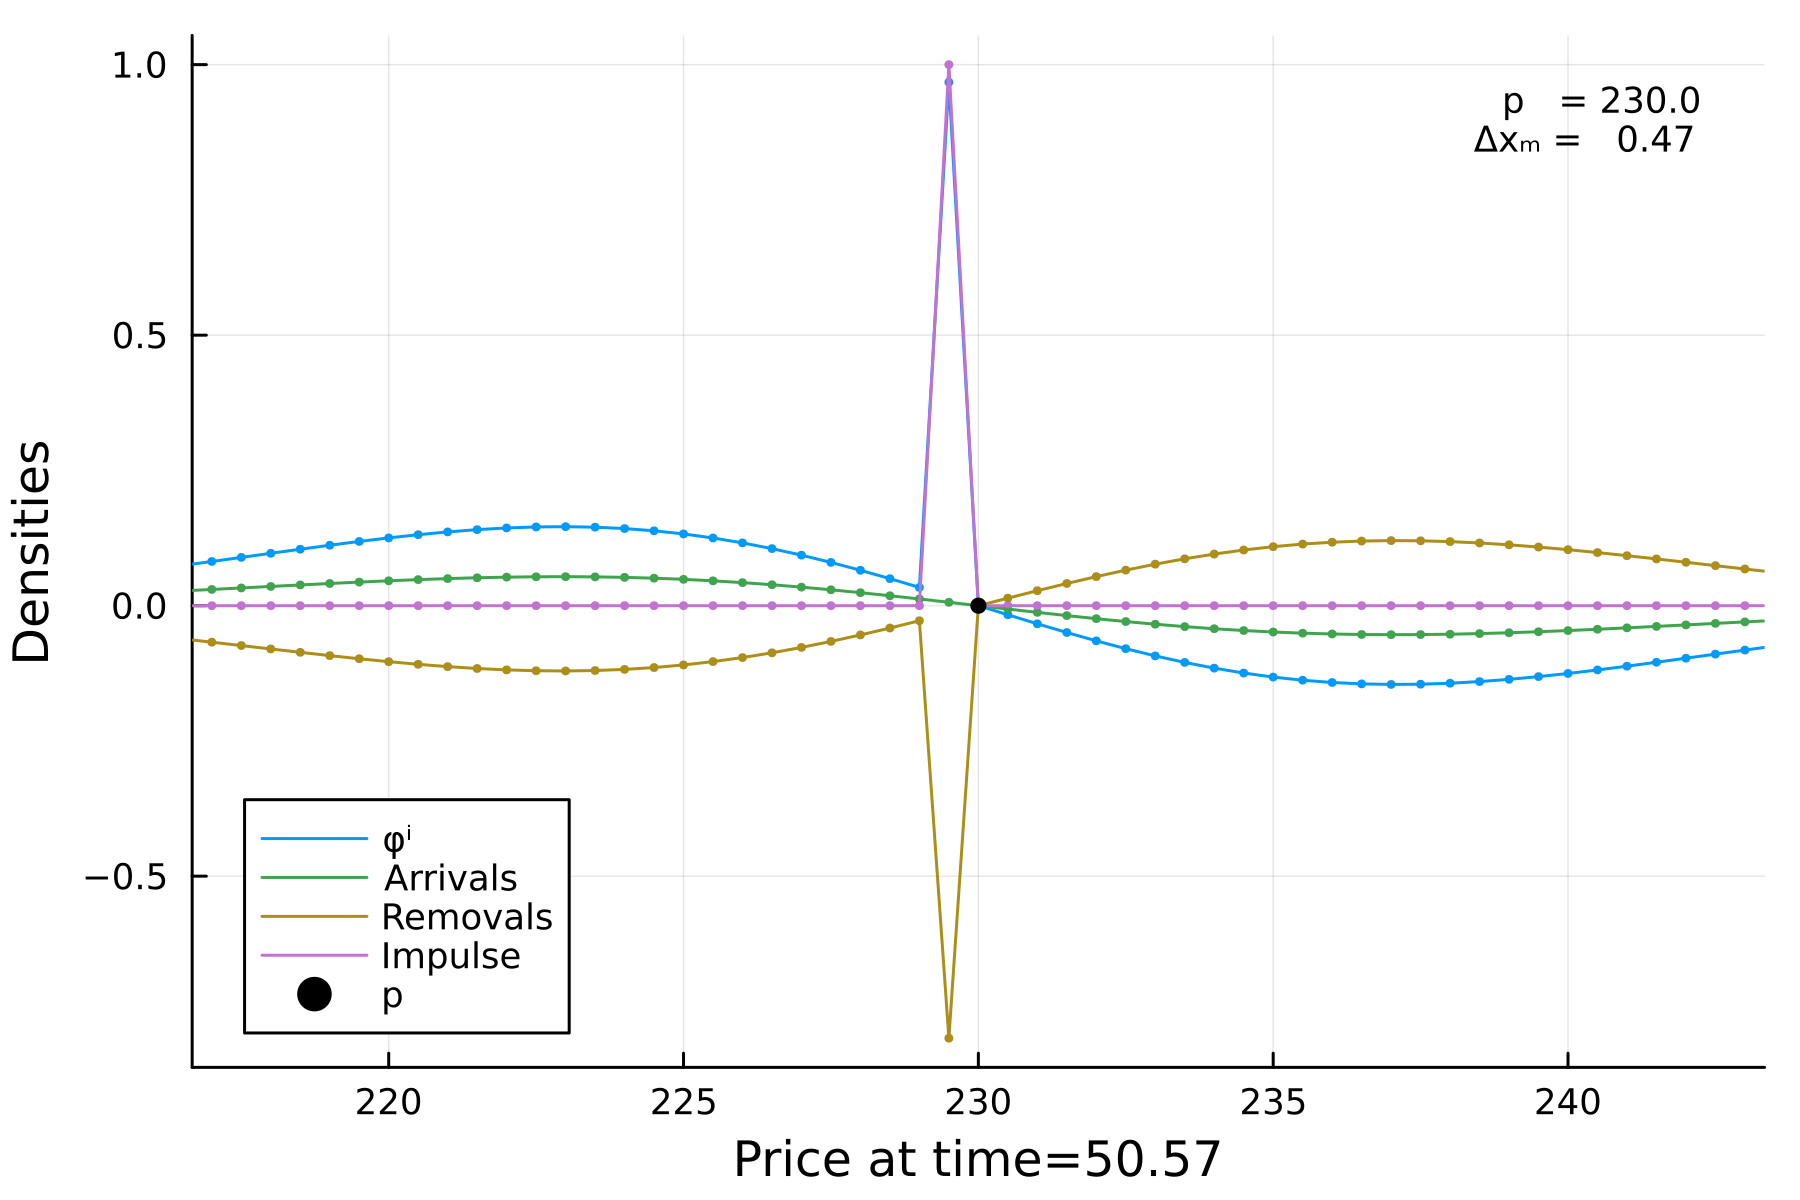 1.0
0.5
0.0
−0.5
Densities
p = 230.0
Δxₘ = 0.47
φⁱ
Arrivals
Removals
Impulse
p
220 225 230 235 240
Price at time=50.57